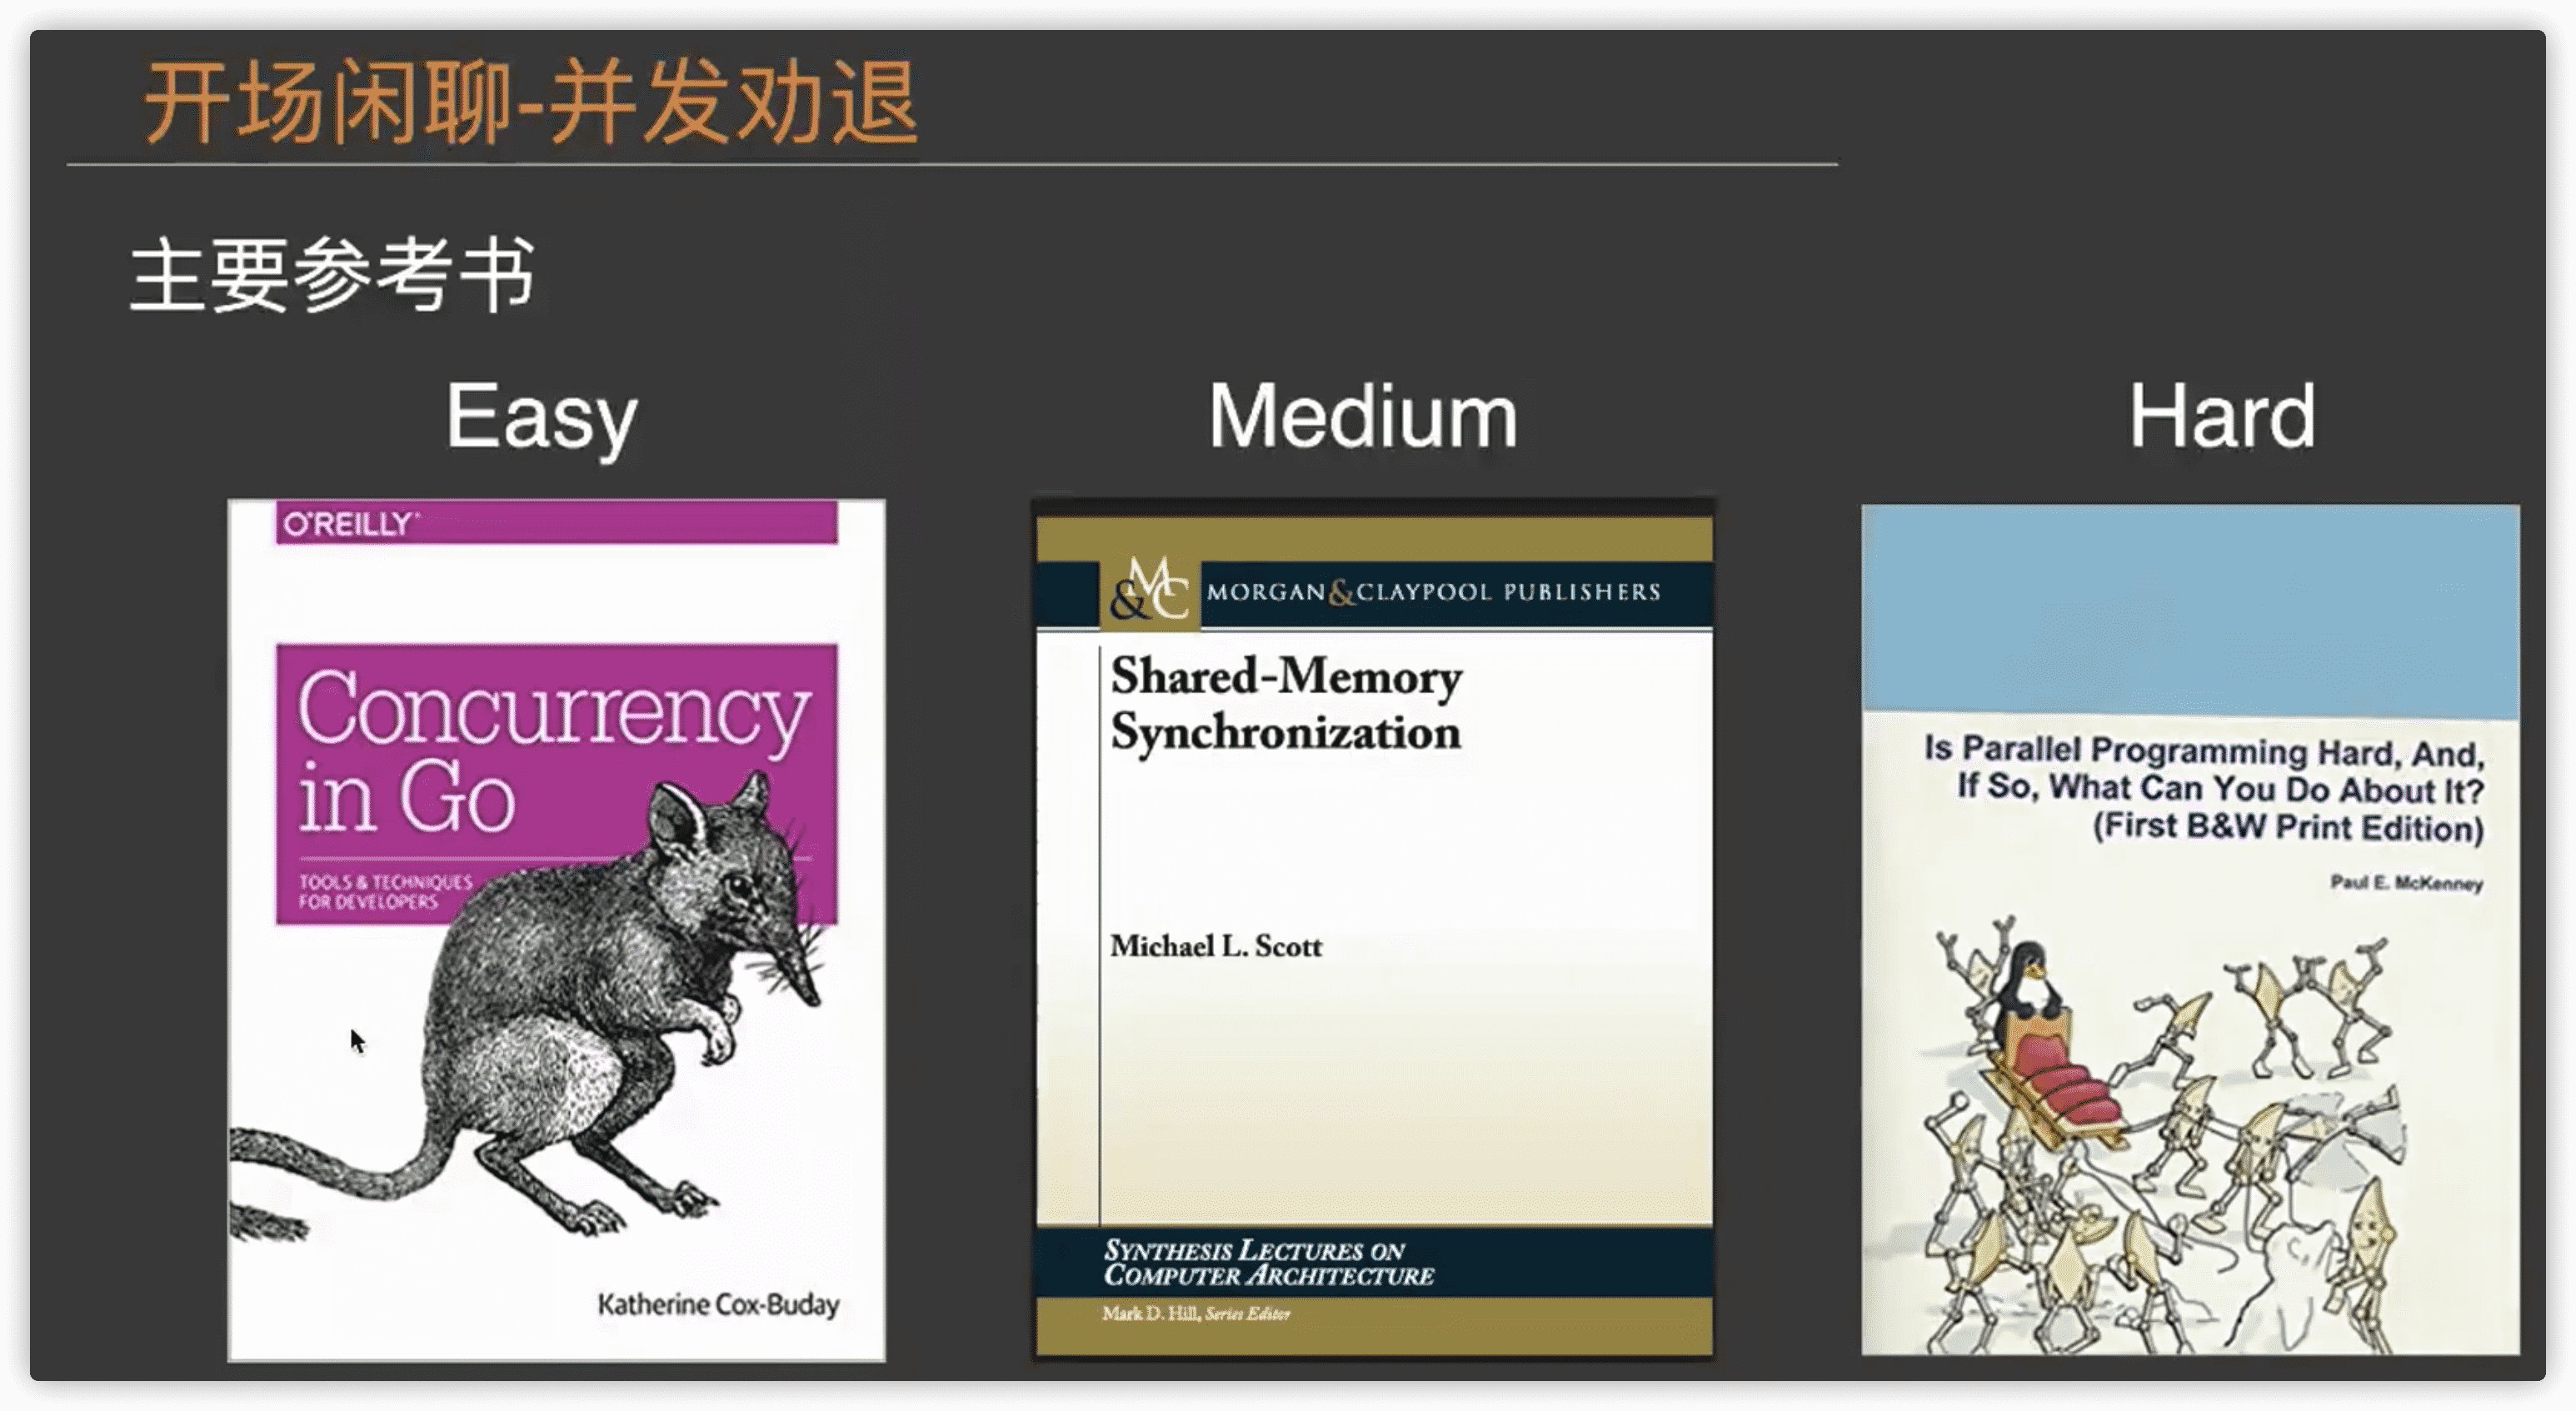 开场闲聊-并发劝退
主要参考书
Easy
Medium
Hard
O'REILLY®
Concurrency
in Go
TOOLS & TECHNIQUES
FOR DEVELOPERS
Katherine Cox-Buday
M&C
MORGAN&CLAYPOOL PUBLISHERS
Shared-Memory
Synchronization
Michael L. Scott
SYNTHESIS LECTURES ON
COMPUTER ARCHITECTURE
Mark D. Hill, Series Editor
Is Parallel Programming Hard, And,
If So, What Can You Do About It?
(First B&W Print Edition)
Paul E. McKenney